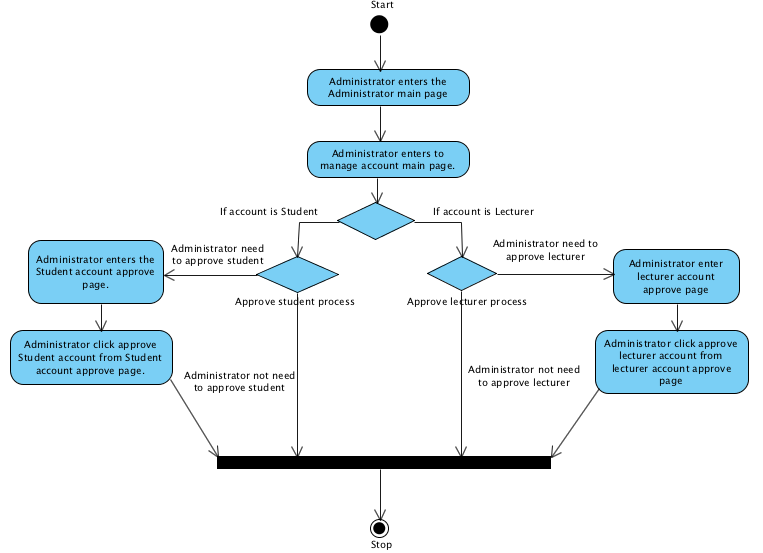 Start
Administrator enters the
Administrator main page
Administrator enters to
manage account main page.
If account is Student
If account is Lecturer
Administrator need
to approve student
Administrator need to
approve lecturer
Administrator enters the
Student account approve
page.
Administrator enter
lecturer account
approve page
Approve student process
Approve lecturer process
Administrator click approve
Student account from Student
account approve page.
Administrator click approve
lecturer account from
lecturer account approve
page
Administrator not need
to approve student
Administrator not need
to approve lecturer
Stop